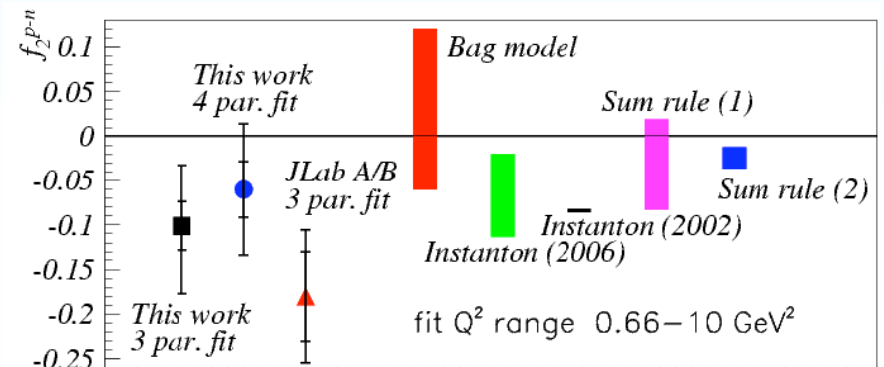 f₂ᵖ⁻ⁿ
0.1
0.05
0
-0.05
-0.1
-0.15
-0.2
-0.25
This work
4 par. fit
JLab A/B
3 par. fit
This work
3 par. fit
Bag model
Sum rule (1)
Sum rule (2)
Instanton (2002)
Instanton (2006)
fit Q² range 0.66–10 GeV²